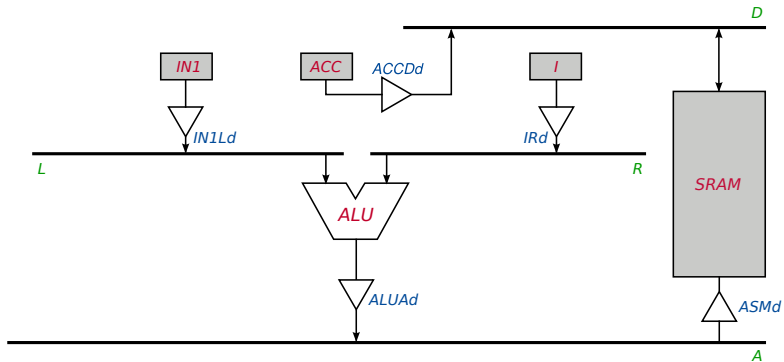 D
IN1
ACC
ACCDd
I
IN1Ld
IRd
L
R
SRAM
ALU
ALUAd
ASMd
A